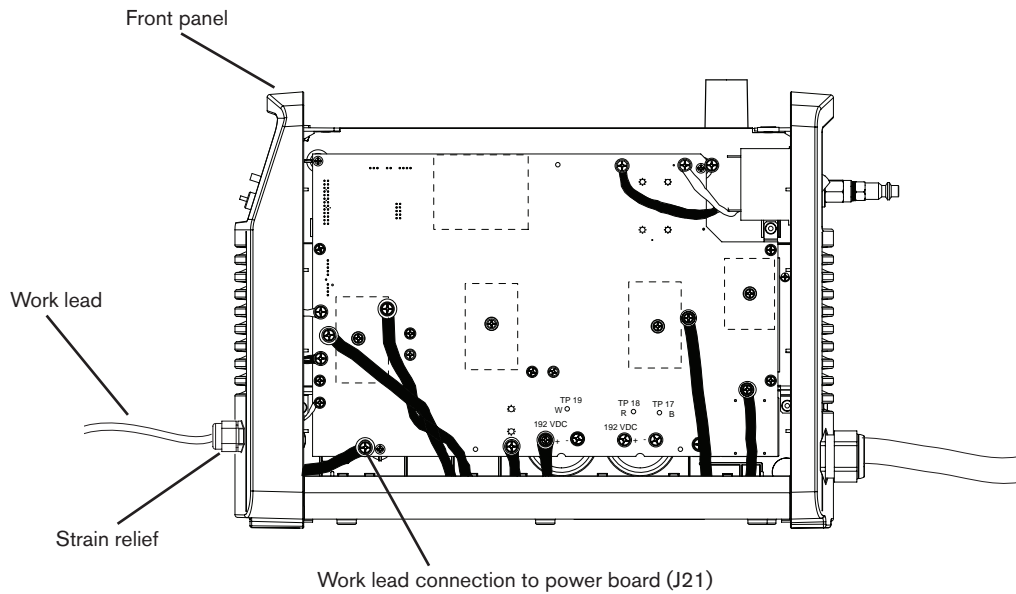 Front panel
Work lead
TP 19
W
TP 18
R
TP 17
B
192 VDC
+ -
192 VDC
+ -
Strain relief
Work lead connection to power board (J21)